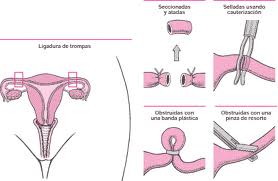 Ligadura de trompas
Seccionadas
y atadas
Selladas usando
cauterización
Obstruidas con
una banda plástica
Obstruidas con una
pinza de resorte